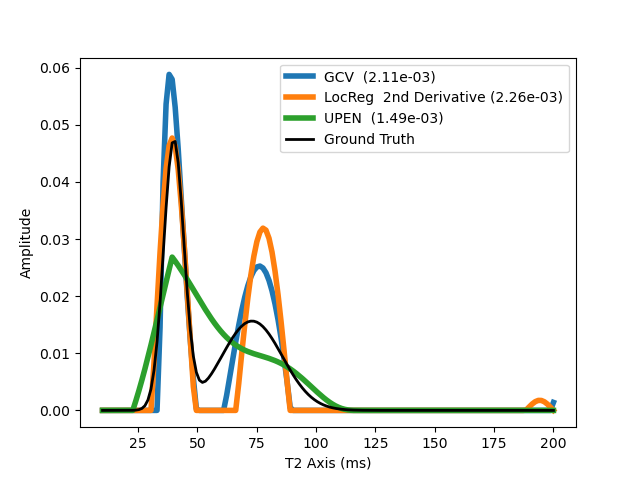 GCV  (2.11e-03)
LocReg  2nd Derivative (2.26e-03)
UPEN  (1.49e-03)
Ground Truth
0.06
0.05
0.04
0.03
0.02
0.01
0.00
Amplitude
25 50 75 100 125 150 175 200
T2 Axis (ms)